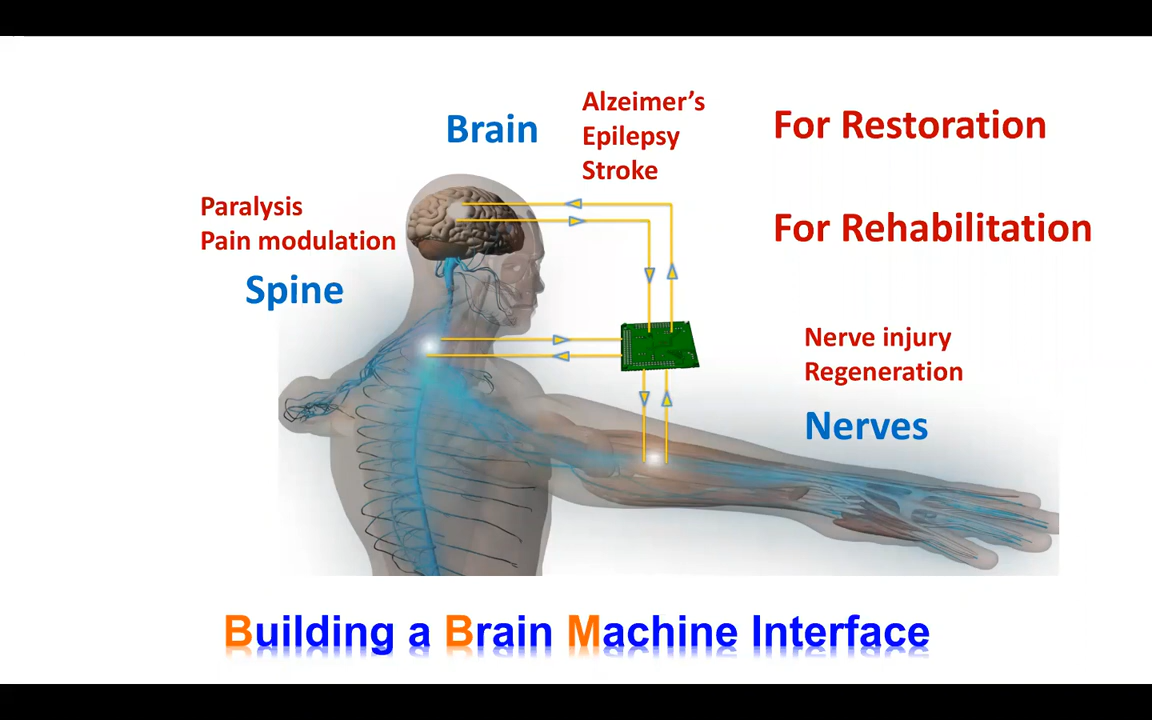 Brain
Alzeimer's
Epilepsy
Stroke
For Restoration
Paralysis
Pain modulation
Spine
For Rehabilitation
Nerve injury
Regeneration
Nerves
Building a Brain Machine Interface